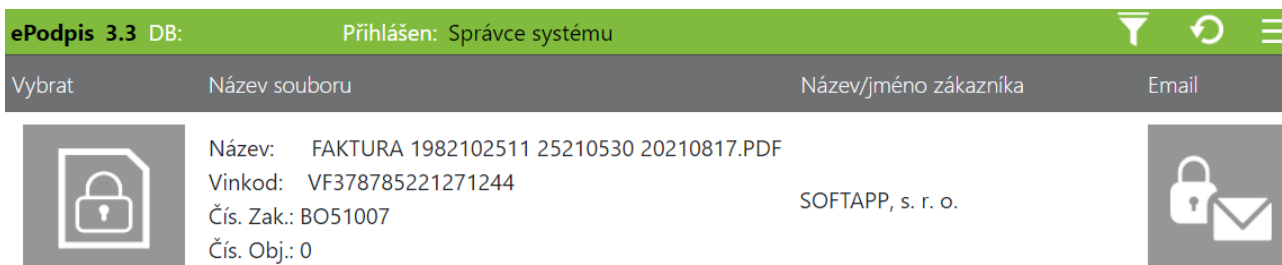 ePodpis 3.3 DB: Přihlášen: Správce systému
Vybrat Název souboru Název/jméno zákazníka Email
Název: FAKTURA 1982102511 25210530 20210817.PDF
Vinkod: VF378785221271244
Čís. Zak.: BO51007
SOFTAPP, s. r. o.
Čís. Obj.: 0